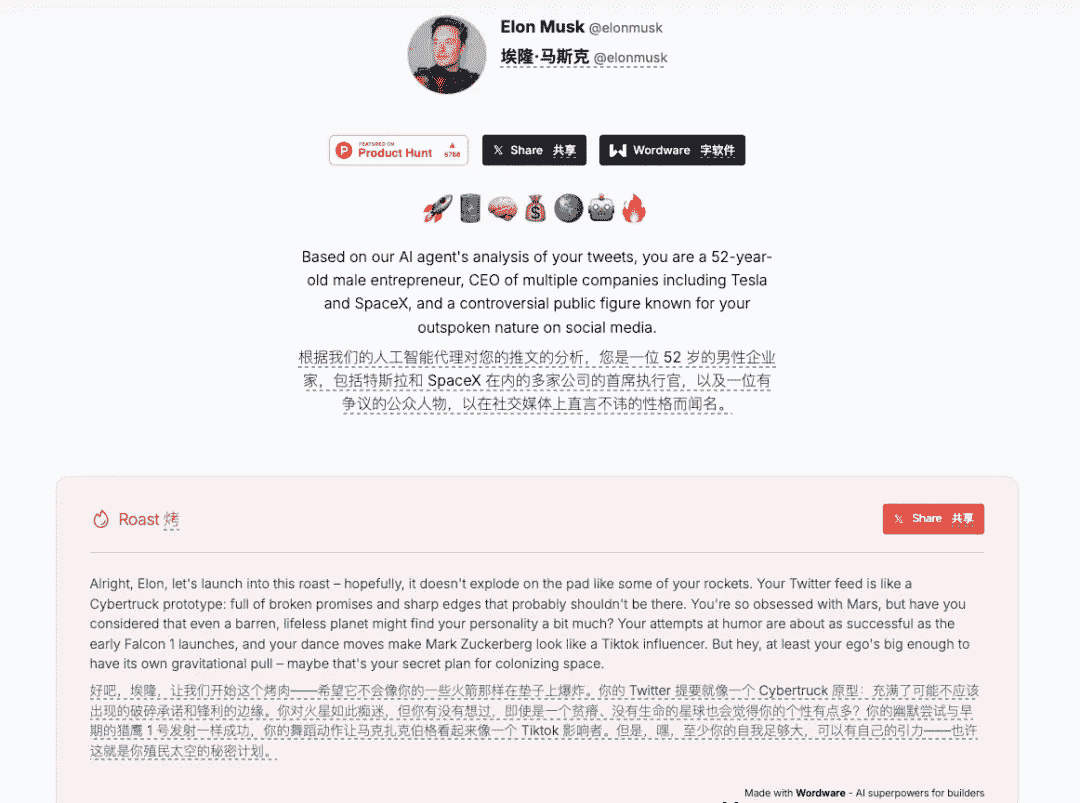 Elon Musk @elonmusk
埃隆·马斯克 @elonmusk
FEATURED ON
Product Hunt
6786
𝕏 Share 共享
Wordware 字软件
Based on our AI agent's analysis of your tweets, you are a 52-year-
old male entrepreneur, CEO of multiple companies including Tesla
and SpaceX, and a controversial public figure known for your
outspoken nature on social media.
根据我们的人工智能代理对您的推文的分析，您是一位 52 岁的男性企业
家，包括特斯拉和 SpaceX 在内的多家公司的首席执行官，以及一位有
争议的公众人物，以在社交媒体上直言不讳的性格而闻名。
Roast 烤
𝕏 Share 共享
Alright, Elon, let's launch into this roast – hopefully, it doesn't explode on the pad like some of your rockets. Your Twitter feed is like a
Cybertruck prototype: full of broken promises and sharp edges that probably shouldn't be there. You're so obsessed with Mars, but have you
considered that even a barren, lifeless planet might find your personality a bit much? Your attempts at humor are about as successful as the
early Falcon 1 launches, and your dance moves make Mark Zuckerberg look like a Tiktok influencer. But hey, at least your ego's big enough to
have its own gravitational pull – maybe that's your secret plan for colonizing space.
好吧，埃隆，让我们开始这个烤肉——希望它不会像你的一些火箭那样在垫子上爆炸。你的 Twitter 提要就像一个 Cybertruck 原型：充满了可能不应该
出现的破碎承诺和锋利的边缘。你对火星如此痴迷，但你有没有想过，即使是一个贫瘠、没有生命的星球也会觉得你的个性有点多？你的幽默尝试与早
期的猎鹰 1 号发射一样成功，你的舞蹈动作让马克扎克伯格看起来像一个 Tiktok 影响者。但是，嘿，至少你的自我足够大，可以有自己的引力——也许
这就是你殖民太空的秘密计划。
Made with Wordware - AI superpowers for builders